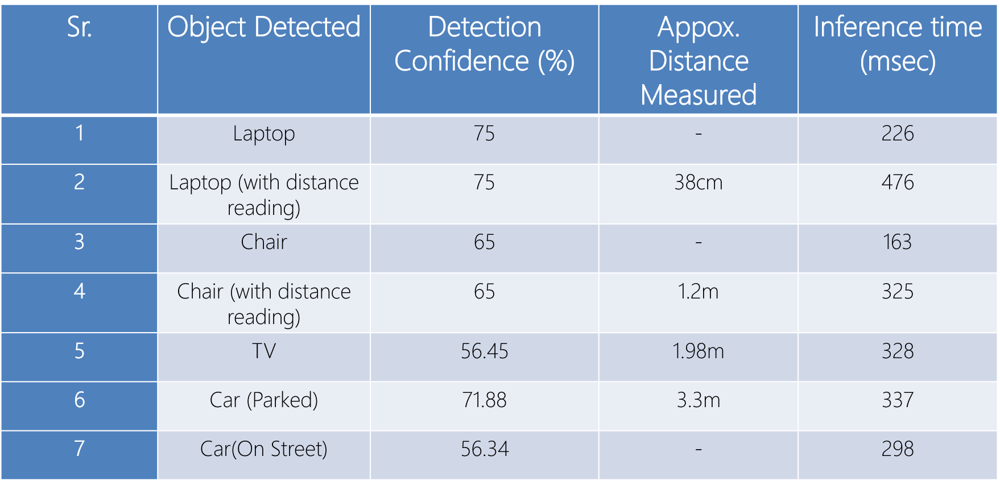 Sr. Object Detected Detection Confidence (%) Appox. Distance Measured Inference time (msec)
1 Laptop 75 - 226
2 Laptop (with distance reading) 75 38cm 476
3 Chair 65 - 163
4 Chair (with distance reading) 65 1.2m 325
5 TV 56.45 1.98m 328
6 Car (Parked) 71.88 3.3m 337
7 Car(On Street) 56.34 - 298